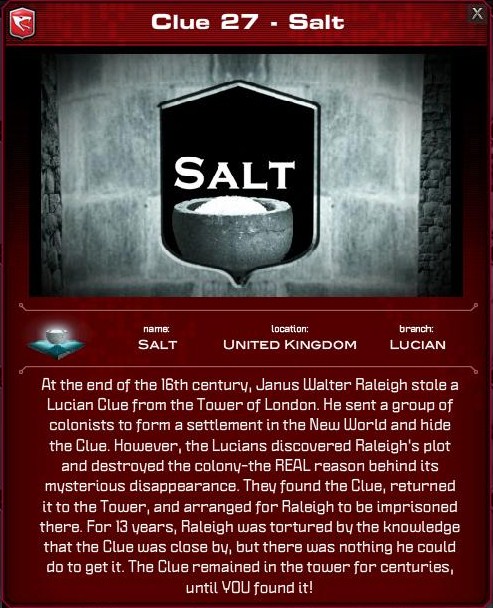 Clue 27 - Salt
X
SALT
name:
SALT
location:
UNITED KINGDOM
branch:
LUCIAN
At the end of the 16th century, Janus Walter Raleigh stole a
Lucian Clue from the Tower of London. He sent a group of
colonists to form a settlement in the New World and hide
the Clue. However, the Lucians discovered Raleigh's plot
and destroyed the colony-the REAL reason behind its
mysterious disappearance. They found the Clue, returned
it to the Tower, and arranged for Raleigh to be imprisoned
there. For 13 years, Raleigh was tortured by the knowledge
that the Clue was close by, but there was nothing he could
do to get it. The Clue remained in the tower for centuries,
until YOU found it!